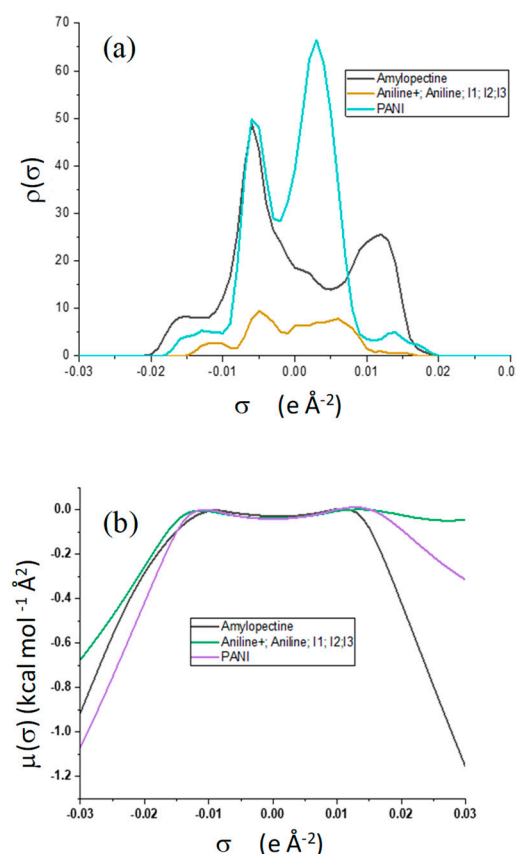 (a)
70
60
50
40
30
20
10
0
ρ(σ)
Amylopectine
Aniline+; Aniline; I1; I2;I3
PANI
-0.03 -0.02 -0.01 0.00 0.01 0.02 0.0
σ (e Å-2)
(b)
0.0
-0.2
-0.4
-0.6
-0.8
-1.0
-1.2
μ(σ) (kcal mol -1 Å2)
Amylopectine
Aniline+; Aniline; I1; I2;I3
PANI
-0.03 -0.02 -0.01 0.00 0.01 0.02 0.03
σ (e Å-2)